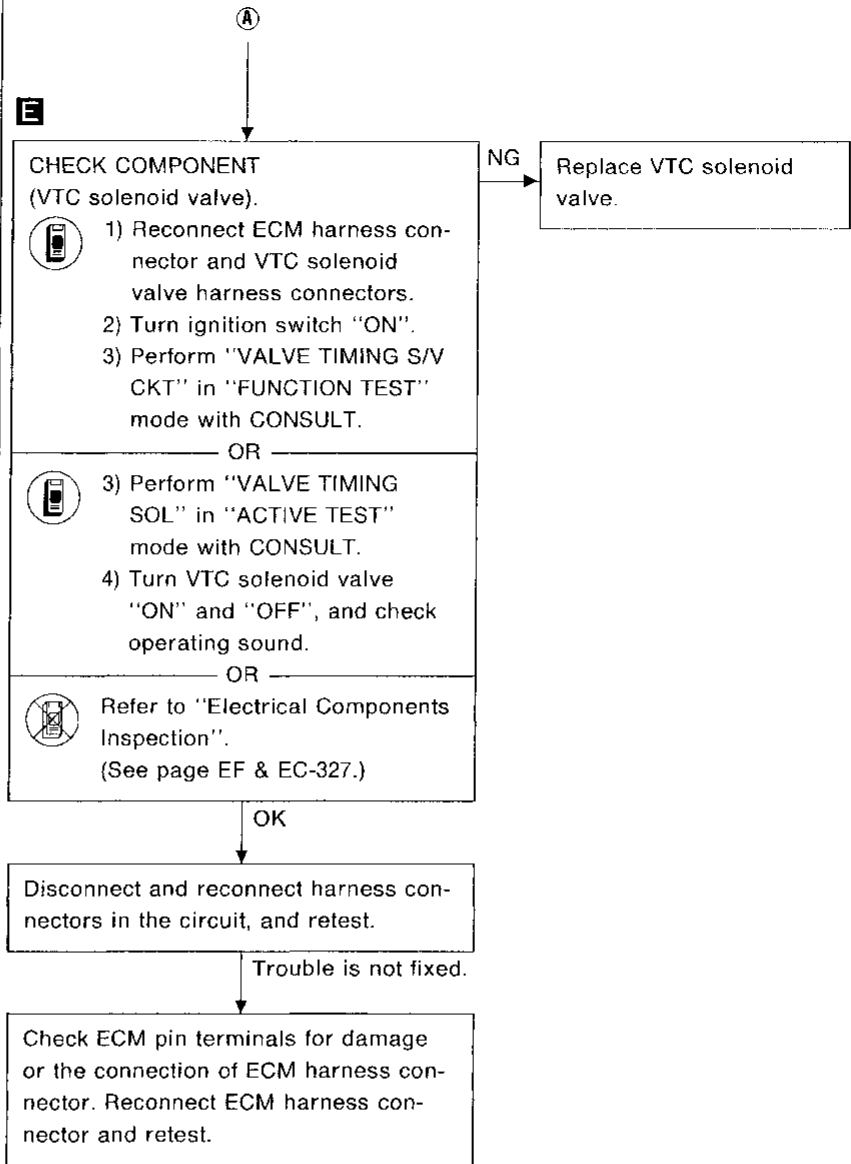 A
E
CHECK COMPONENT
(VTC solenoid valve).
1) Reconnect ECM harness con-
nector and VTC solenoid
valve harness connectors.
2) Turn ignition switch "ON".
3) Perform "VALVE TIMING S/V
CKT" in "FUNCTION TEST"
mode with CONSULT.
OR
3) Perform "VALVE TIMING
SOL" in "ACTIVE TEST"
mode with CONSULT.
4) Turn VTC solenoid valve
"ON" and "OFF", and check
operating sound.
OR
Refer to "Electrical Components
Inspection".
(See page EF & EC-327.)
NG
Replace VTC solenoid
valve.
OK
Disconnect and reconnect harness con-
nectors in the circuit, and retest.
Trouble is not fixed.
Check ECM pin terminals for damage
or the connection of ECM harness con-
nector. Reconnect ECM harness con-
nector and retest.